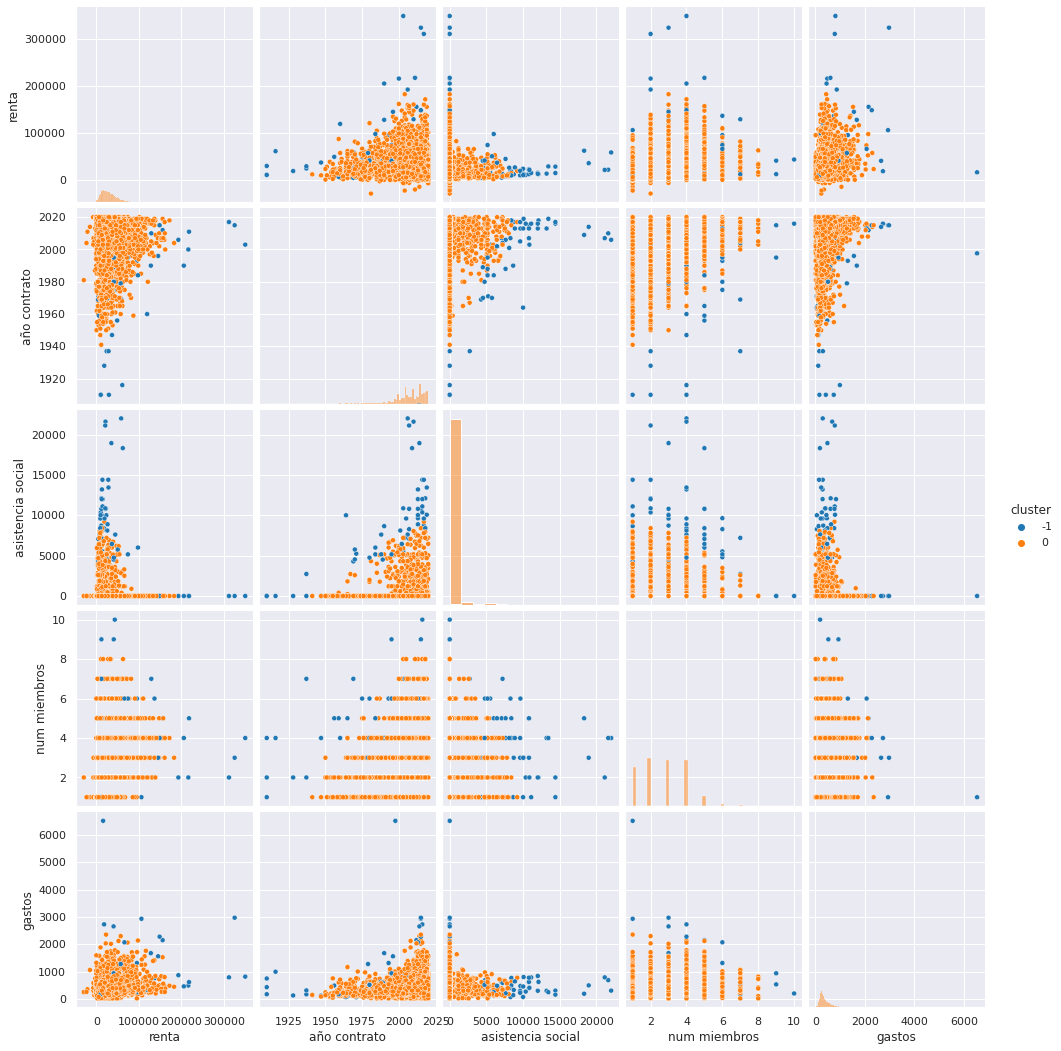 300000
200000
100000
0
renta
2020
2000
1980
1960
1940
1920
año contrato
20000
15000
10000
5000
0
asistencia social
10
8
6
4
2
num miembros
6000
5000
4000
3000
2000
1000
0
gastos
0 100000 200000 300000
renta
1925 1950 1975 2000 2025
año contrato
0 5000 10000 15000 20000
asistencia social
2 4 6 8 10
num miembros
0 2000 4000 6000
gastos
cluster
-1
0